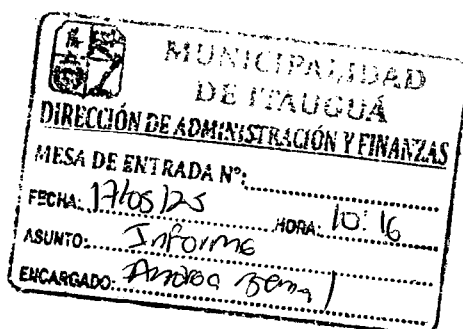 MUNICIPALIDAD
DE ITAUGUÁ
DIRECCIÓN DE ADMINISTRACIÓN Y FINANZAS
MESA DE ENTRADA Nº:
FECHA: 17/05/25 HORA: 10:16
ASUNTO: Informe
ENCARGADO: Andrea